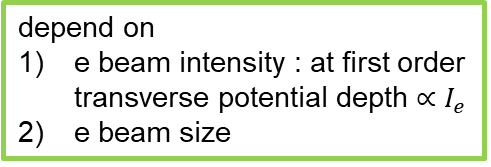 depend on
1) e beam intensity : at first order
transverse potential depth ∝ 𝐼ₑ
2) e beam size